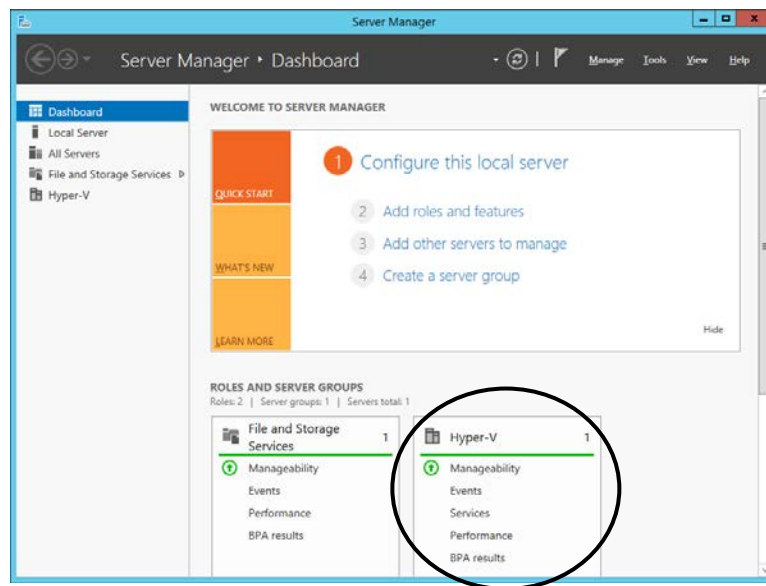 Server Manager
Server Manager • Dashboard
Manage Tools View Help
Dashboard
Local Server
All Servers
File and Storage Services
Hyper-V
WELCOME TO SERVER MANAGER
QUICK START
WHAT'S NEW
LEARN MORE
1 Configure this local server
2 Add roles and features
3 Add other servers to manage
4 Create a server group
Hide
ROLES AND SERVER GROUPS
Roles: 2 | Server groups: 1 | Servers total: 1
File and Storage
Services 1
Manageability
Events
Performance
BPA results
Hyper-V 1
Manageability
Events
Services
Performance
BPA results